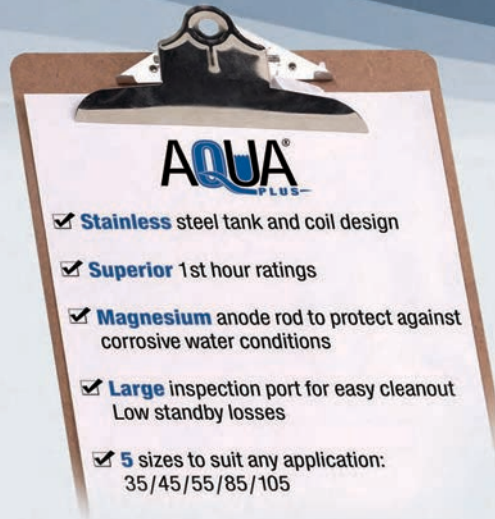 AQUA®
PLUS
Stainless steel tank and coil design
Superior 1st hour ratings
Magnesium anode rod to protect against
corrosive water conditions
Large inspection port for easy cleanout
Low standby losses
5 sizes to suit any application:
35/45/55/85/105